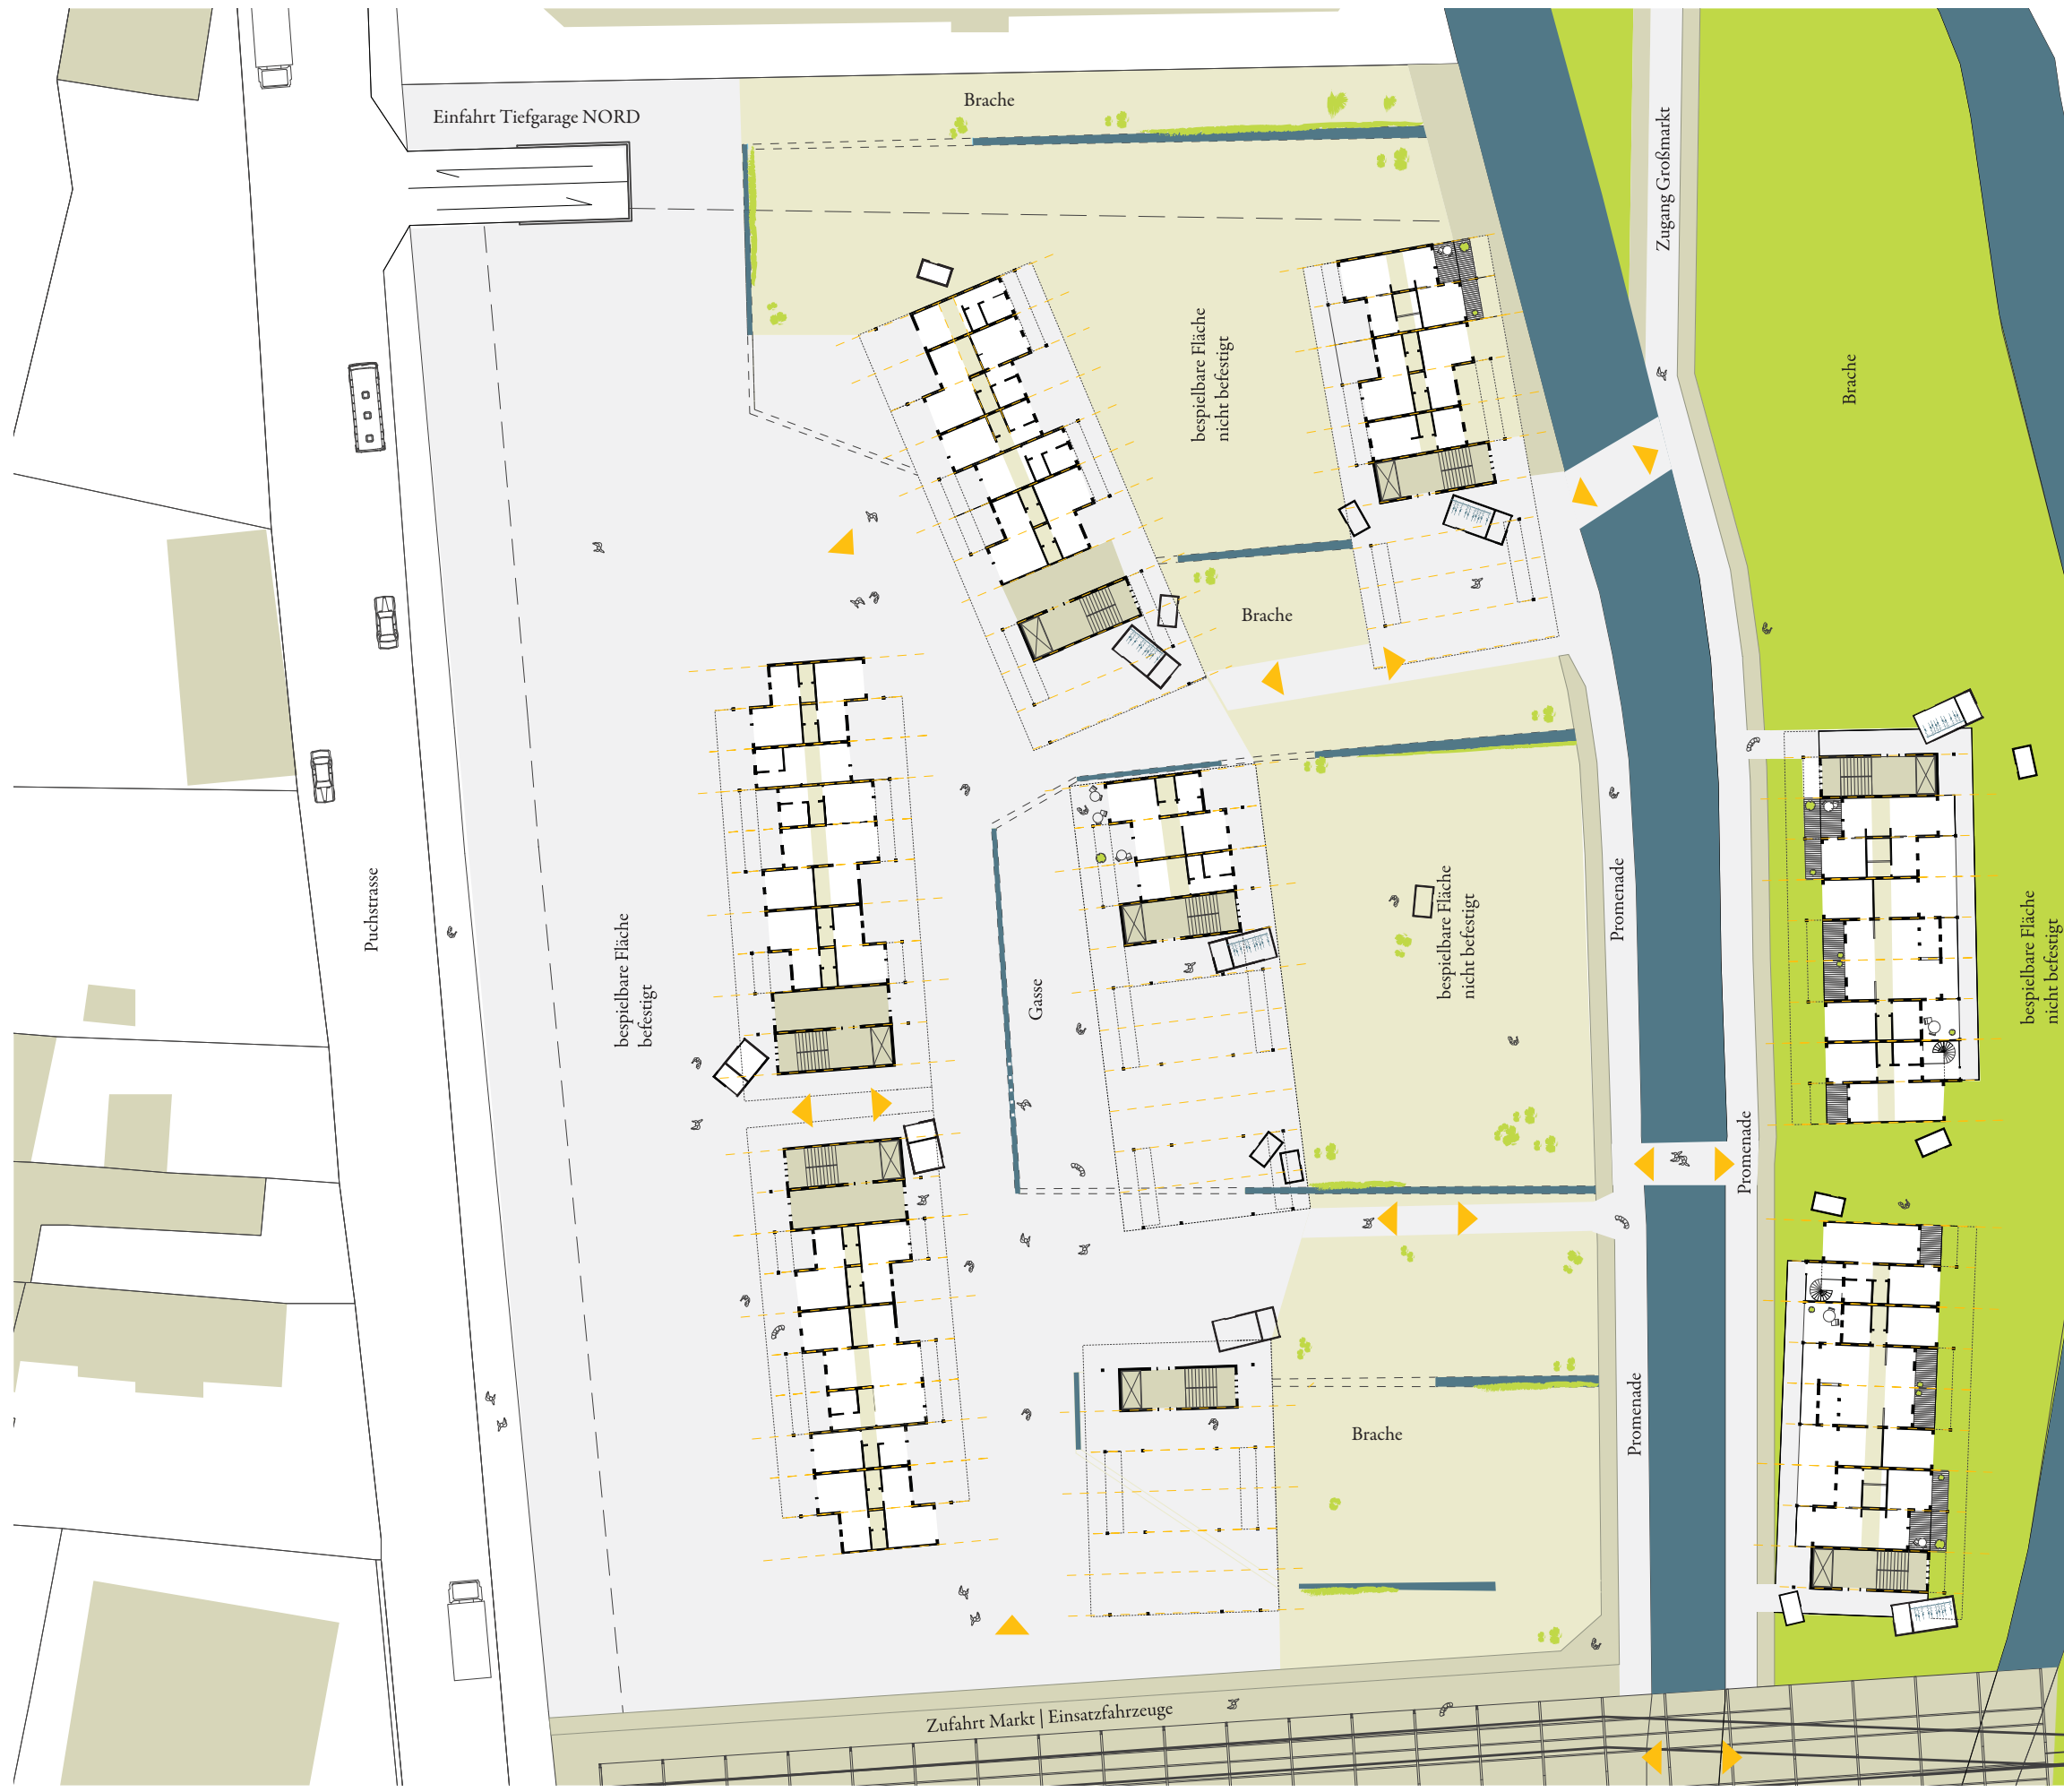 Brache
Einfahrt Tiefgarage NORD
Zugang Großmarkt
bespielbare Fläche
nicht befestigt
Brache
Brache
Puchstrasse
bespielbare Fläche
befestigt
Gasse
bespielbare Fläche
nicht befestigt
Promenade
bespielbare Fläche
nicht befestigt
Promenade
Promenade
Brache
Zufahrt Markt | Einsatzfahrzeuge